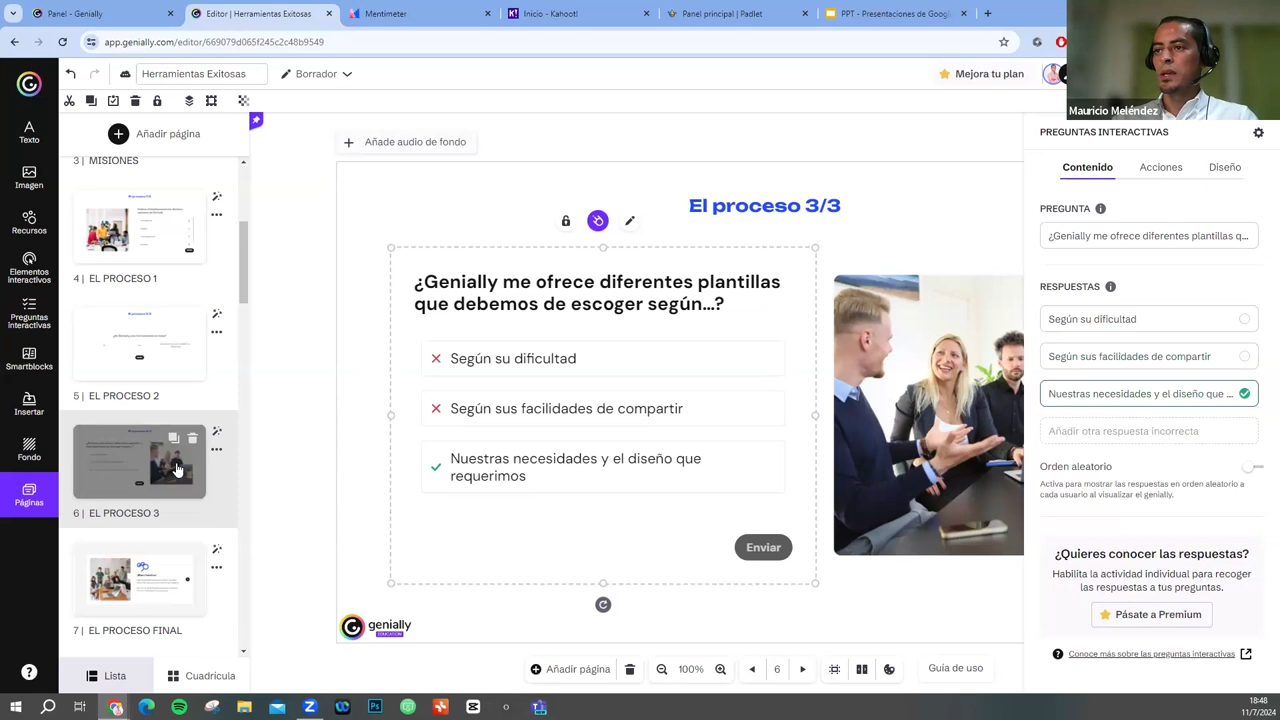 Panel - Genially
Editor | Genially
Mentimeter
Inicio - Kahoot!
Panel principal | Padlet
PPT - Presentaciones de Google
app.genially.com/editor/669079d065f245c2c48b9549
Herramientas Exitosas
Borrador
Mejora tu plan
Mauricio Meléndez
Texto
Imagen
Recursos
Elementos
interactivos
Preguntas
Interactivas
Smartblocks
Insertar
Fondo
Páginas
Añadir página
3 | MISIONES
4 | EL PROCESO 1
5 | EL PROCESO 2
6 | EL PROCESO 3
7 | EL PROCESO FINAL
Lista
Cuadrícula
Añade audio de fondo
El proceso 3/3
¿Genially me ofrece diferentes plantillas
que debemos de escoger según...?
Según su dificultad
Según sus facilidades de compartir
Nuestras necesidades y el diseño que
requerimos
Enviar
genially
EDUCATION
Añadir página
100%
6
Guía de uso
PREGUNTAS INTERACTIVAS
Contenido
Acciones
Diseño
PREGUNTA
¿Genially me ofrece diferentes plantillas q...
RESPUESTAS
Según su dificultad
Según sus facilidades de compartir
Nuestras necesidades y el diseño que ...
Añadir otra respuesta incorrecta
Orden aleatorio
Activa para mostrar las respuestas en orden aleatorio a
cada usuario al visualizar el genially.
¿Quieres conocer las respuestas?
Habilita la actividad individual para recoger
las respuestas a tus preguntas.
Pásate a Premium
Conoce más sobre las preguntas interactivas
18:48
11/7/2024